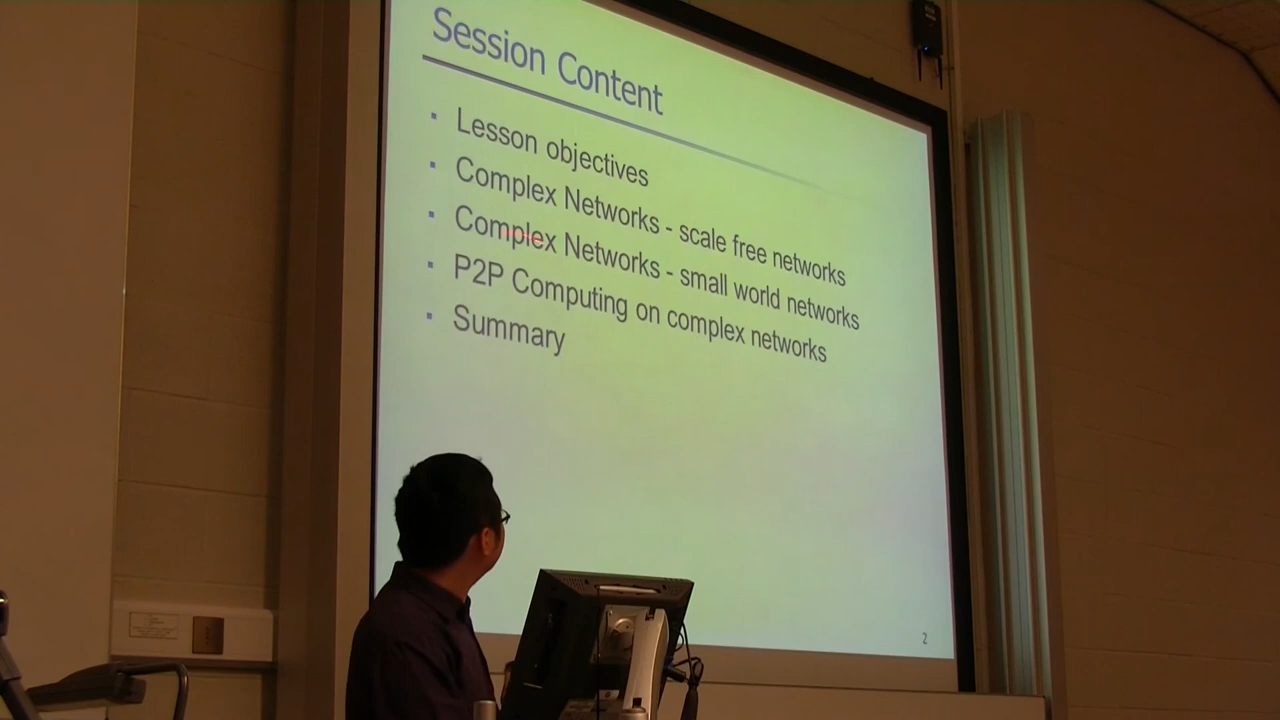 Session Content
Lesson objectives
Complex Networks - scale free networks
Complex Networks - small world networks
P2P Computing on complex networks
Summary
2